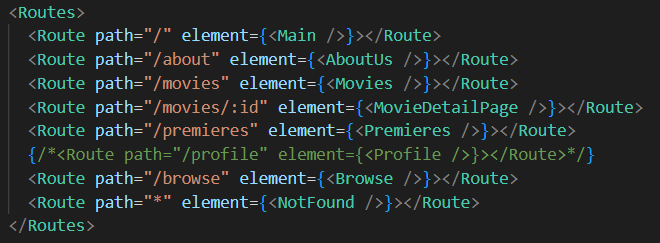 <Routes>
<Route path="/" element={<Main />}></Route>
<Route path="/about" element={<AboutUs />}></Route>
<Route path="/movies" element={<Movies />}></Route>
<Route path="/movies/:id" element={<MovieDetailPage />}></Route>
<Route path="/premieres" element={<Premieres />}></Route>
{/*<Route path="/profile" element={<Profile />}></Route>*/}
<Route path="/browse" element={<Browse />}></Route>
<Route path="*" element={<NotFound />}></Route>
</Routes>